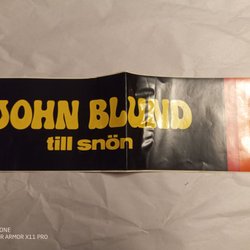 JOHN BLUND
till snön
ONE
R ARMOR X11 PRO